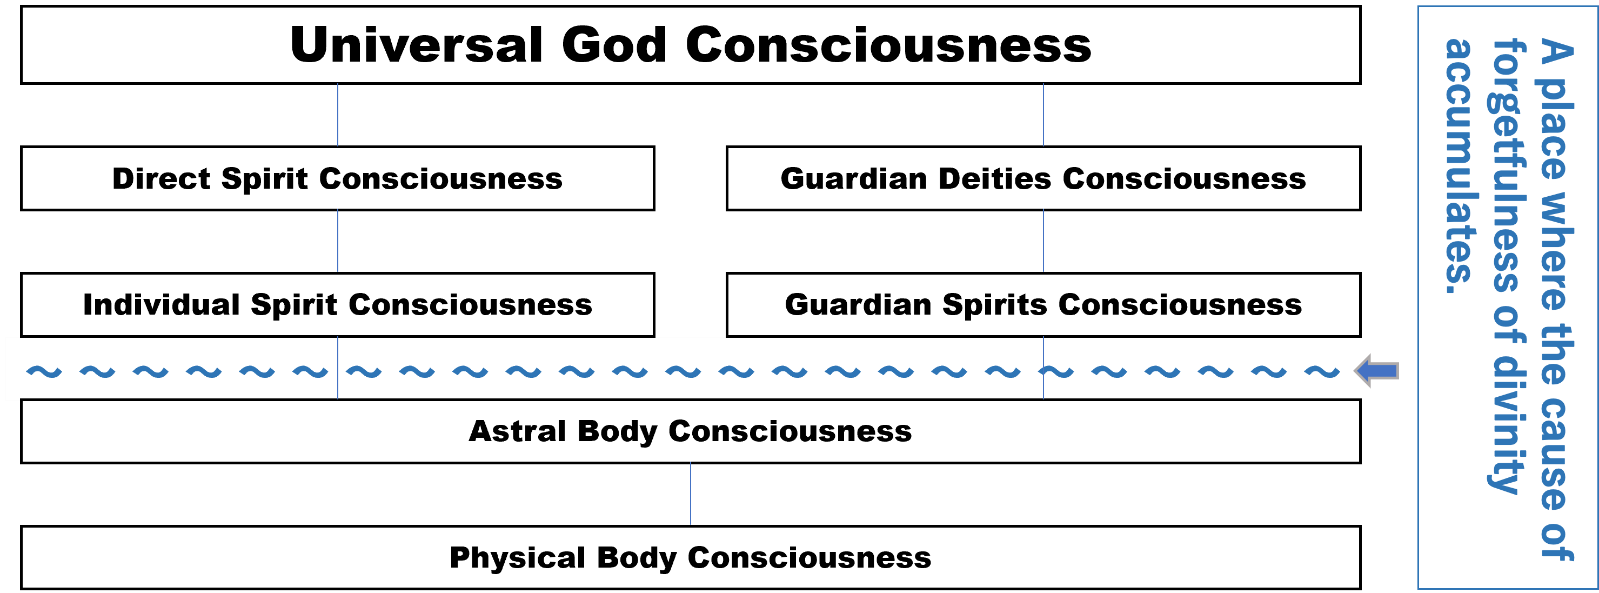 Universal God Consciousness
Direct Spirit Consciousness
Guardian Deities Consciousness
Individual Spirit Consciousness
Guardian Spirits Consciousness
Astral Body Consciousness
Physical Body Consciousness
A place where the cause of
forgetfulness of divinity
accumulates.